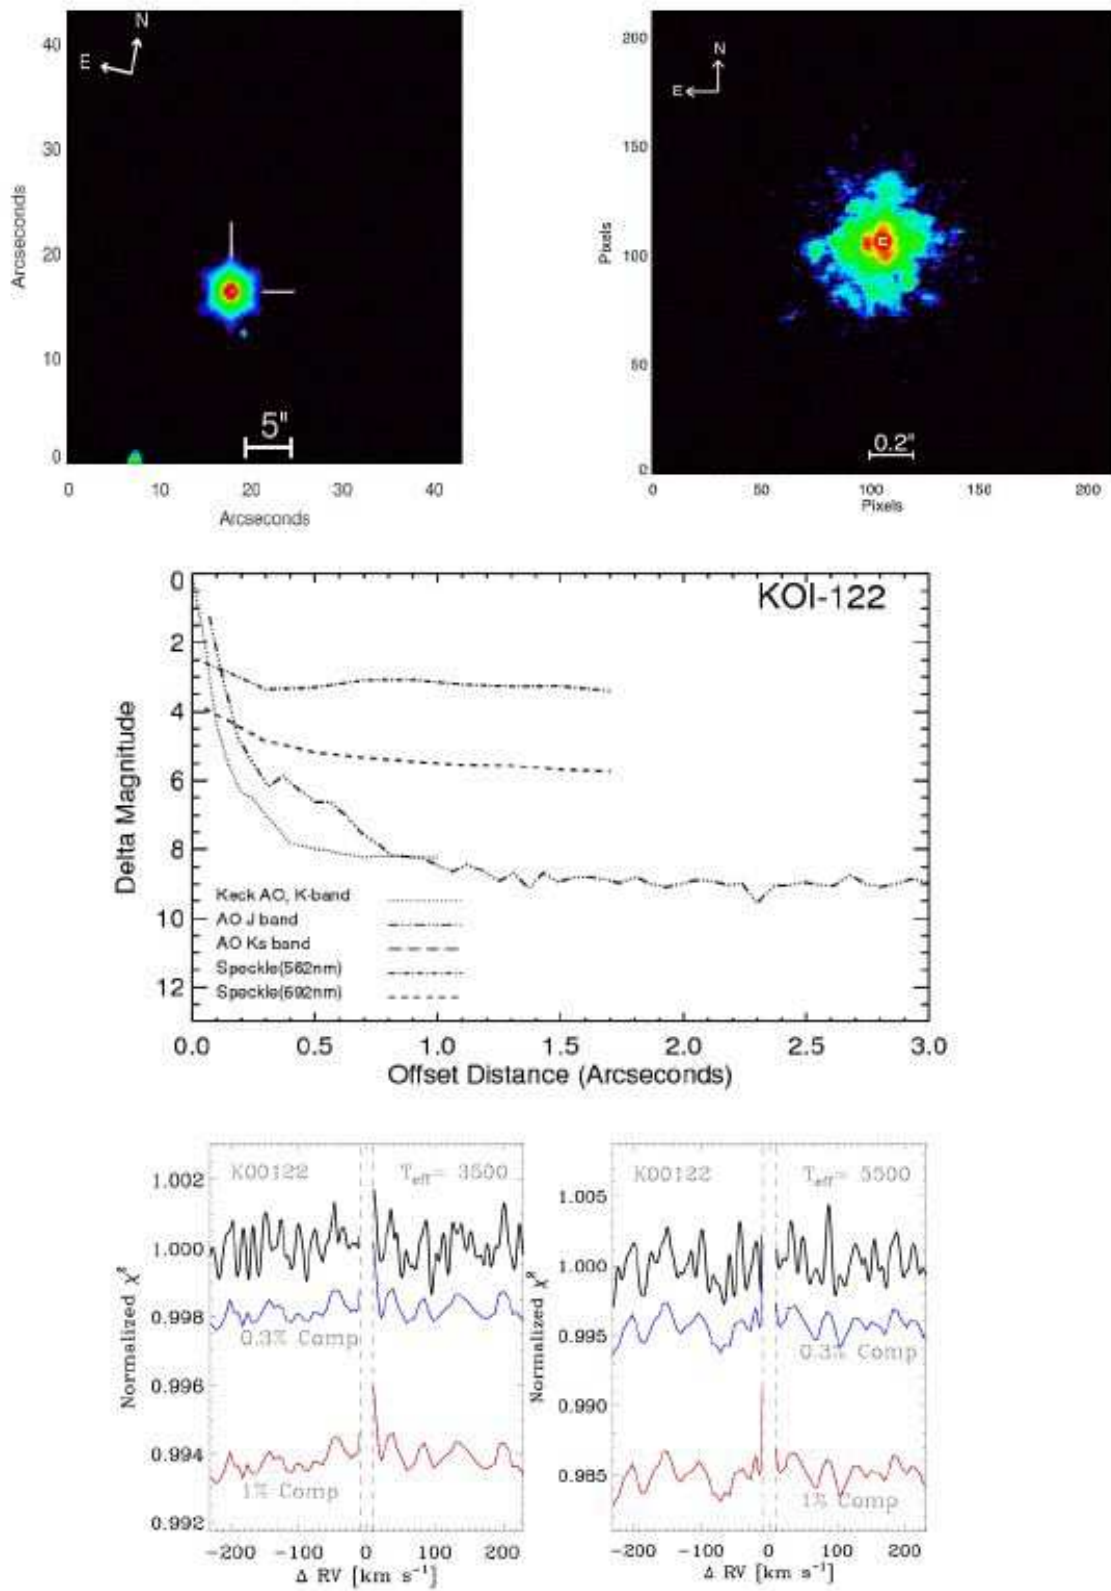 N
E
40
30
20
10
0
Arcseconds
5"
0 10 20 30 40
Arcseconds
N
E
200
150
100
50
0
Pixels
0.2"
0 50 100 150 200
Pixels
KOI-122
0
2
4
6
8
10
12
Delta Magnitude
Keck AO, K-band
AO J band
AO Ks band
Speckle(562nm)
Speckle(692nm)
0.0 0.5 1.0 1.5 2.0 2.5 3.0
Offset Distance (Arcseconds)
K00122 Teff= 3500
1.002
1.000
0.998
0.996
0.994
0.992
Normalized χ²
0.3% Comp
1% Comp
-200 -100 0 100 200
Δ RV [km s⁻¹]
K00122 Teff= 5500
1.005
1.000
0.995
0.990
0.985
Normalized χ²
0.3% Comp
1% Comp
-200 -100 0 100 200
Δ RV [km s⁻¹]